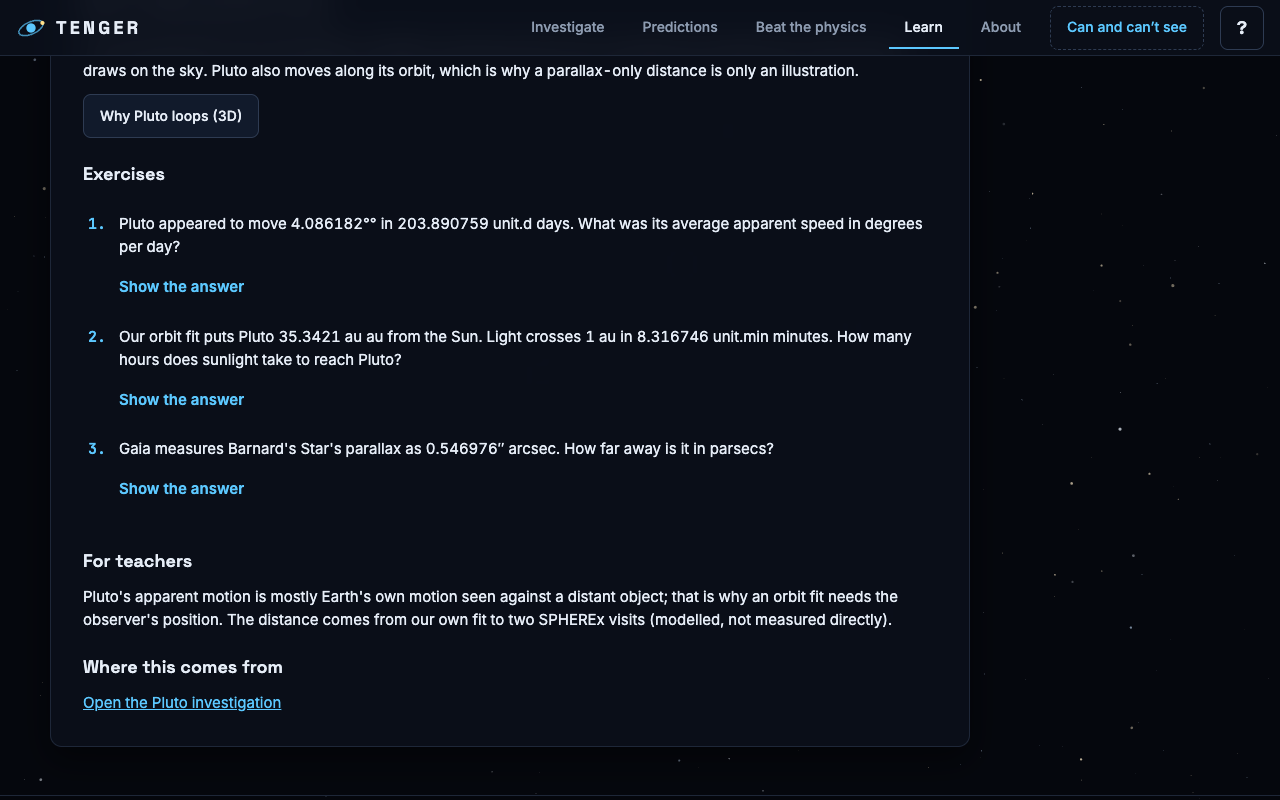 TENGER
Investigate
Predictions
Beat the physics
Learn
About
Can and can’t see
?
draws on the sky. Pluto also moves along its orbit, which is why a parallax-only distance is only an illustration.
Why Pluto loops (3D)
Exercises
1. Pluto appeared to move 4.086182°° in 203.890759 unit.d days. What was its average apparent speed in degrees
per day?
Show the answer
2. Our orbit fit puts Pluto 35.3421 au au from the Sun. Light crosses 1 au in 8.316746 unit.min minutes. How many
hours does sunlight take to reach Pluto?
Show the answer
3. Gaia measures Barnard's Star's parallax as 0.546976″ arcsec. How far away is it in parsecs?
Show the answer
For teachers
Pluto's apparent motion is mostly Earth's own motion seen against a distant object; that is why an orbit fit needs the
observer's position. The distance comes from our own fit to two SPHEREx visits (modelled, not measured directly).
Where this comes from
Open the Pluto investigation